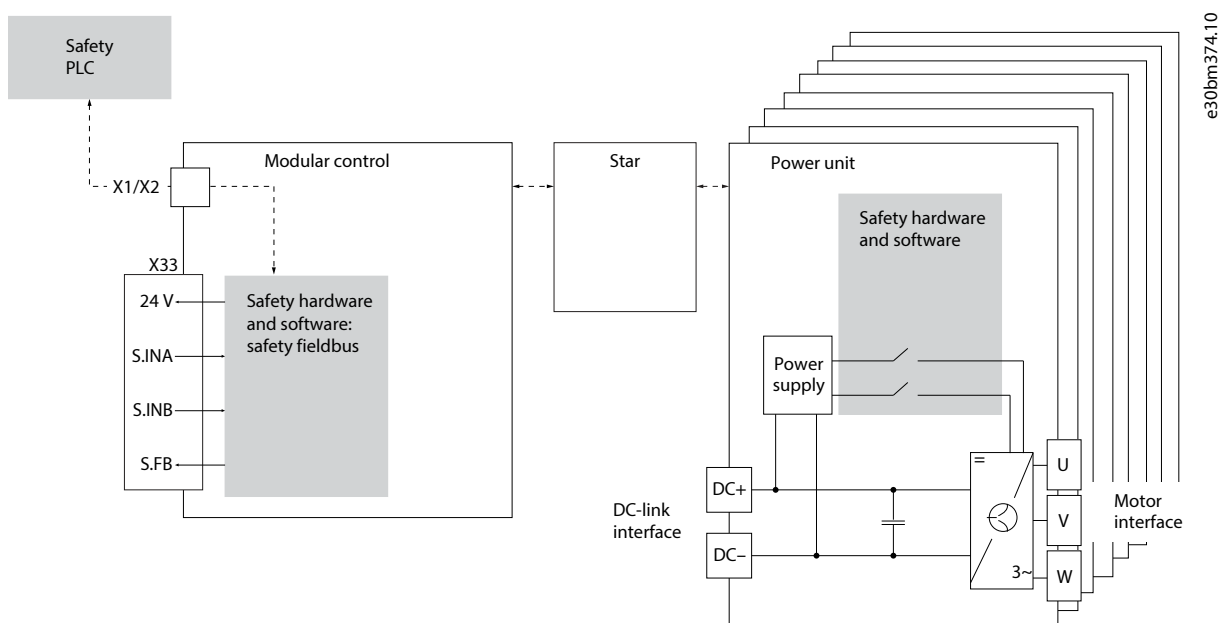 Safety
PLC
e30bm374.10
Modular control
Star
Power unit
X1/X2
Safety hardware
and software
X33
24 V
Safety hardware
and software:
safety fieldbus
S.INA
Power
supply
S.INB
S.FB
=
U
DC+
V
Motor
interface
DC-link
interface
DC–
3~
W